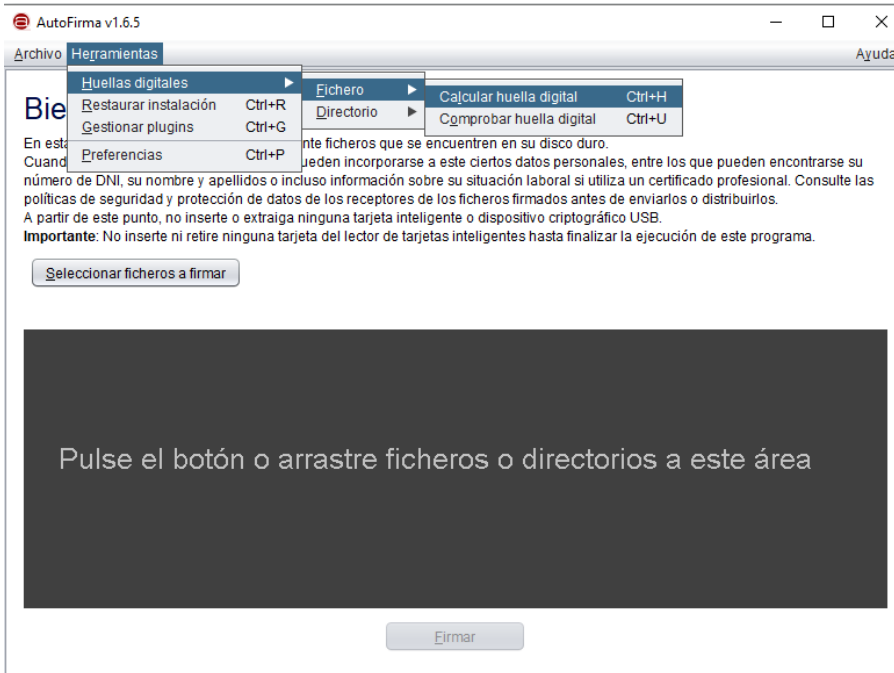 AutoFirma v1.6.5
Archivo Herramientas Ayuda
Huellas digitales
Restaurar instalación Ctrl+R
Gestionar plugins Ctrl+G
Preferencias Ctrl+P
Fichero
Directorio
Calcular huella digital Ctrl+H
Comprobar huella digital Ctrl+U
Bie
En está nte ficheros que se encuentren en su disco duro.
Cuand ueden incorporarse a este ciertos datos personales, entre los que pueden encontrarse su
número de DNI, su nombre y apellidos o incluso información sobre su situación laboral si utiliza un certificado profesional. Consulte las
políticas de seguridad y protección de datos de los receptores de los ficheros firmados antes de enviarlos o distribuirlos.
A partir de este punto, no inserte o extraiga ninguna tarjeta inteligente o dispositivo criptográfico USB.
Importante: No inserte ni retire ninguna tarjeta del lector de tarjetas inteligentes hasta finalizar la ejecución de este programa.
Seleccionar ficheros a firmar
Pulse el botón o arrastre ficheros o directorios a este área
Firmar